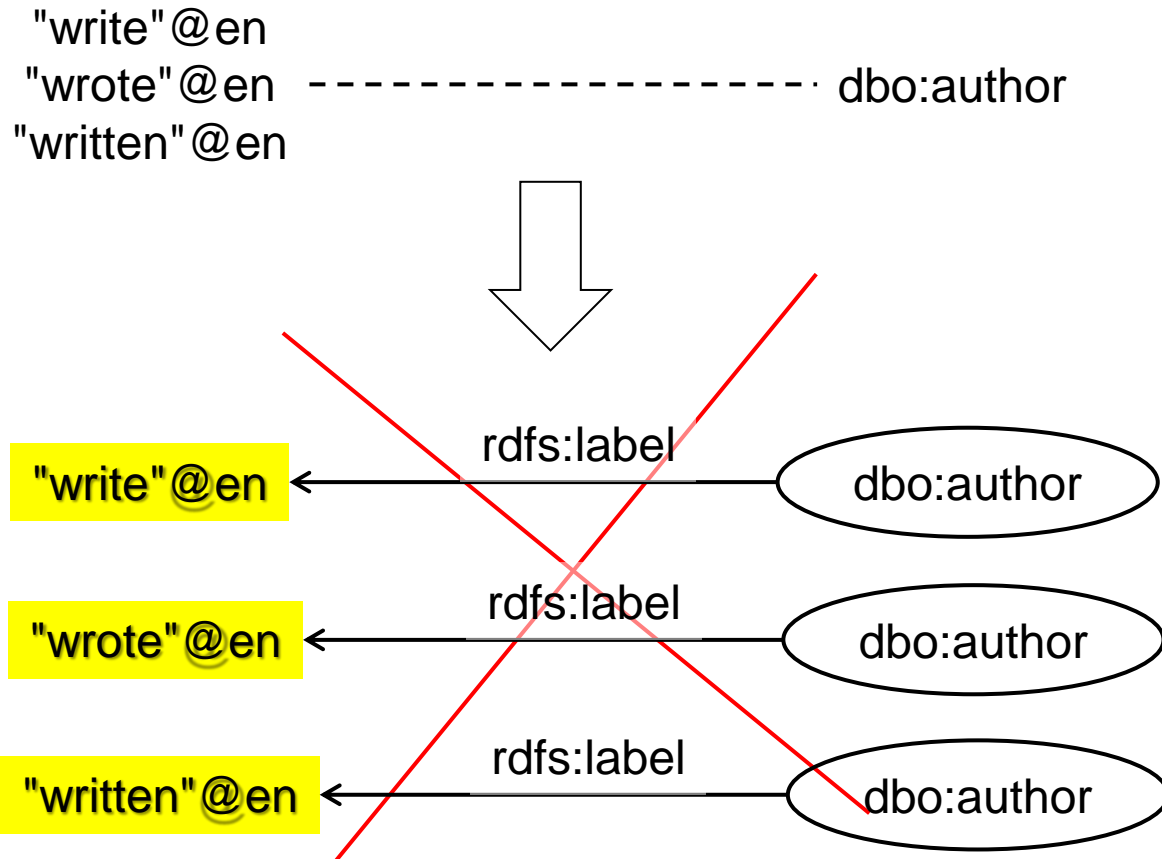 "write"@en
"wrote"@en dbo:author
"written"@en
rdfs:label
"write"@en dbo:author
rdfs:label
"wrote"@en dbo:author
rdfs:label
"written"@en dbo:author